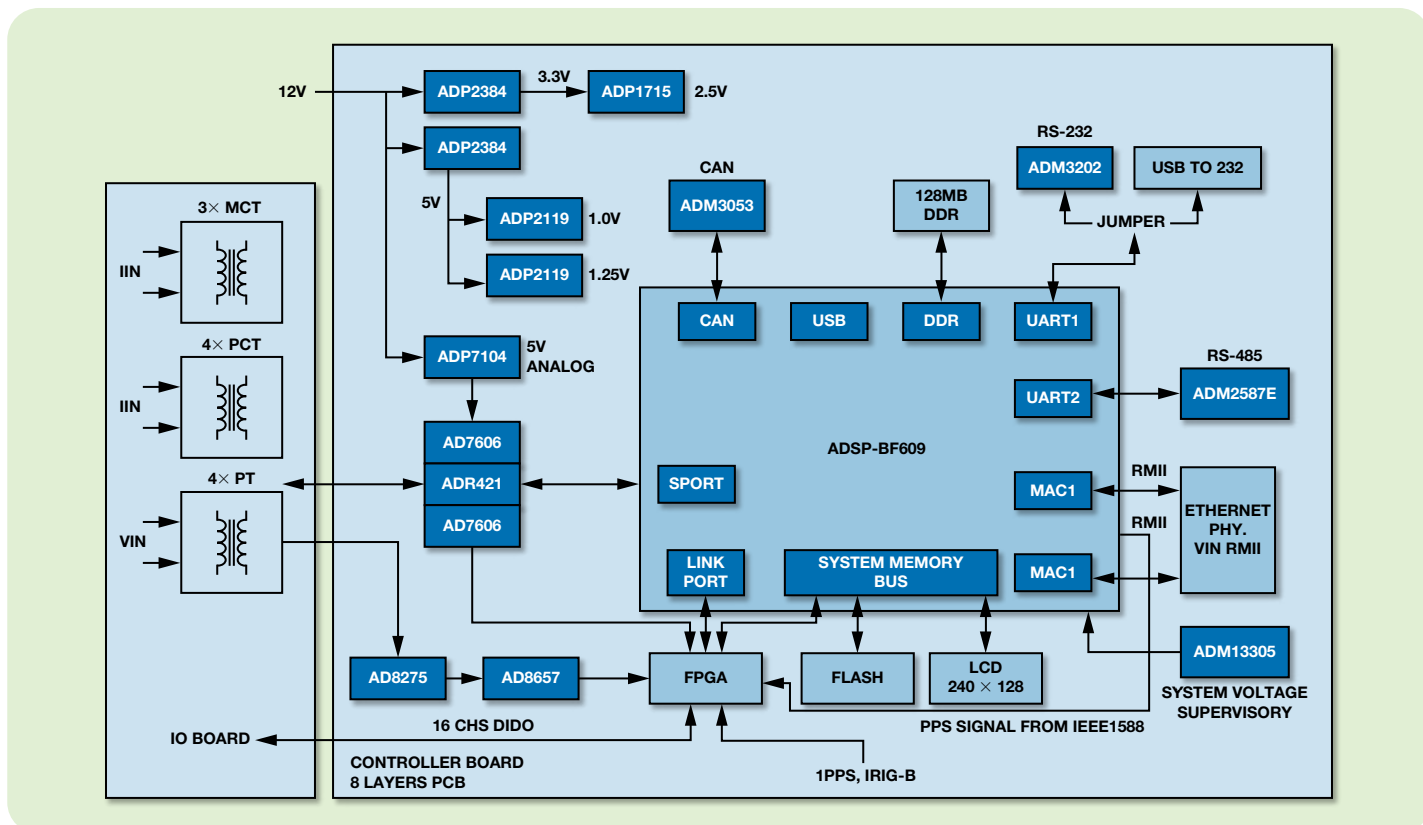 12V
ADP2384
3.3V
ADP1715
2.5V
ADP2384
5V
ADP2119
1.0V
ADP2119
1.25V
ADP7104
5V
ANALOG
AD7606
ADR421
AD7606
3× MCT
IIN
4× PCT
IIN
4× PT
VIN
CAN
ADM3053
128MB
DDR
RS-232
ADM3202
USB TO 232
JUMPER
CAN
USB
DDR
UART1
UART2
RS-485
ADM2587E
ADSP-BF609
SPORT
MAC1
RMII
RMII
ETHERNET
PHY.
VIN RMII
MAC1
LINK
PORT
SYSTEM MEMORY
BUS
AD8275
AD8657
FPGA
FLASH
LCD
240 × 128
ADM13305
SYSTEM VOLTAGE
SUPERVISORY
16 CHS DIDO
PPS SIGNAL FROM IEEE1588
IO BOARD
CONTROLLER BOARD
8 LAYERS PCB
1PPS, IRIG-B